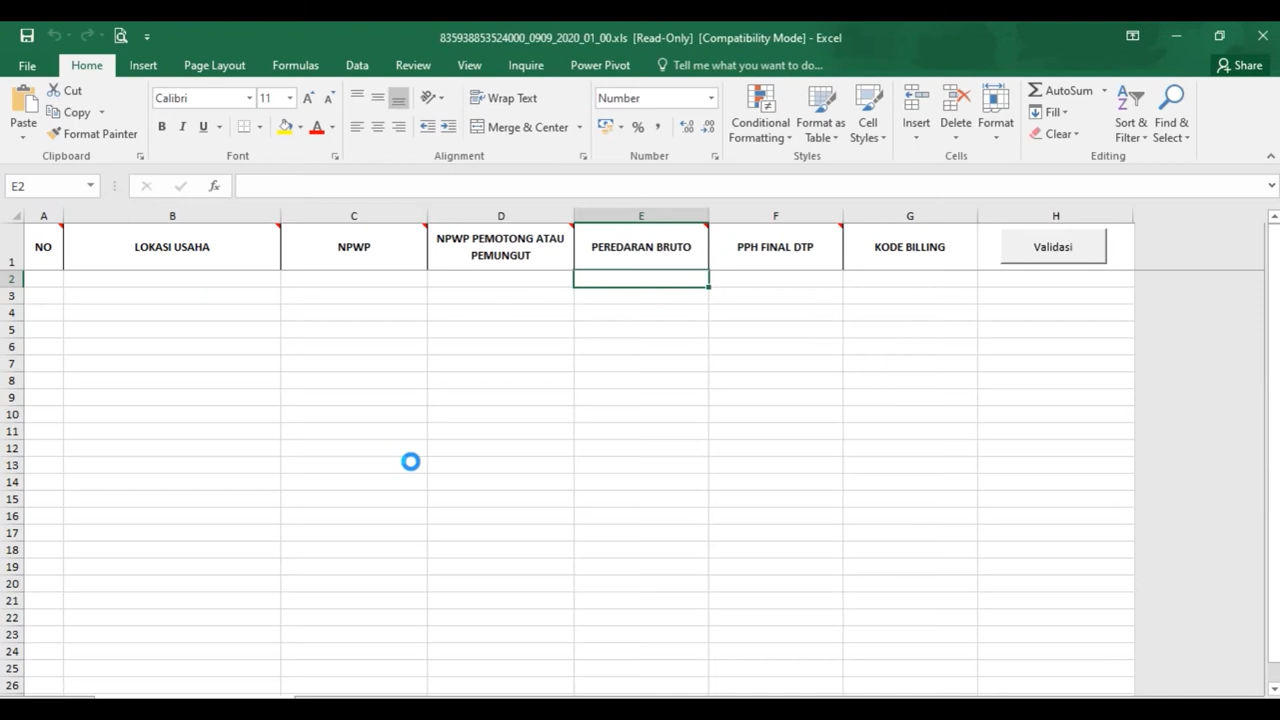 835938853524000_0909_2020_01_00.xls [Read-Only] [Compatibility Mode] - Excel
File Home Insert Page Layout Formulas Data Review View Inquire Power Pivot Tell me what you want to do... Share
Paste
Cut
Copy
Format Painter
Clipboard
Calibri 11
Font
Wrap Text
Merge & Center
Alignment
Number
Number
Conditional Formatting
Format as Table
Cell Styles
Styles
Insert
Delete
Format
Cells
AutoSum
Fill
Clear
Sort & Filter
Find & Select
Editing
E2
A B C D E F G H
1 NO LOKASI USAHA NPWP NPWP PEMOTONG ATAU PEMUNGUT PEREDARAN BRUTO PPH FINAL DTP KODE BILLING Validasi
2
3
4
5
6
7
8
9
10
11
12
13
14
15
16
17
18
19
20
21
22
23
24
25
26